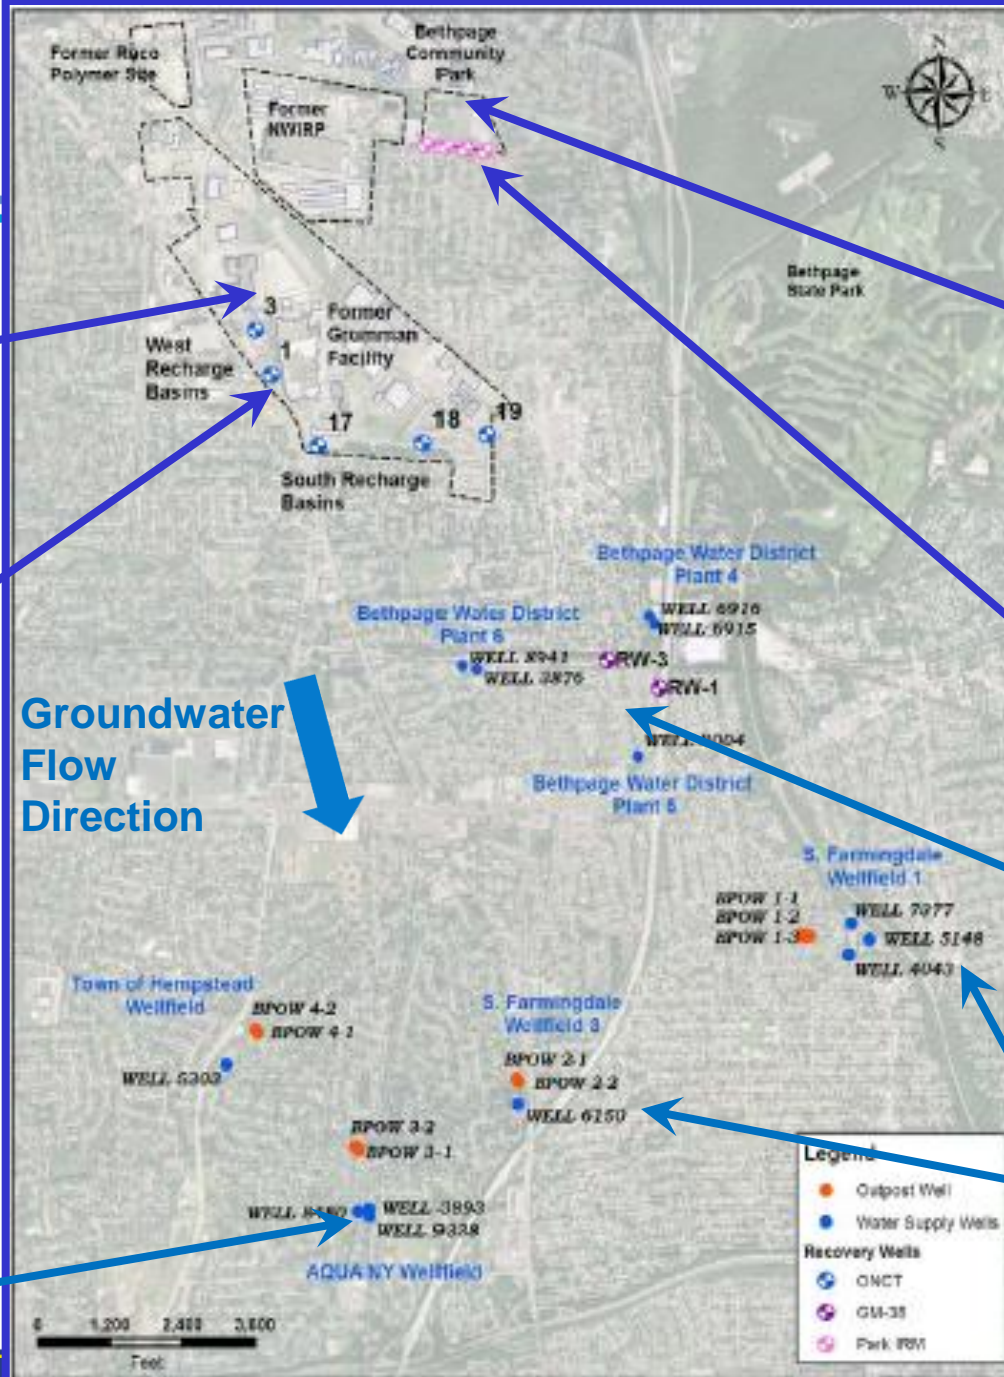 Former Ruco
Polymer Site
Bethpage
Community
Park
Former
NWIRP
N
W
E
S
Bethpage
State Park
3
Former
Grumman
Facility
West
Recharge
Basins
1
17
18
19
South Recharge
Basins
Bethpage Water District
Plant 4
WELL 6916
WELL 6915
Bethpage Water District
Plant 6
WELL 8941
WELL 3876
RW-3
RW-1
Groundwater
Flow
Direction
WELL
Bethpage Water District
Plant 5
S. Farmingdale
Wellfield 1
BPOW 1-1
BPOW 1-2
BPOW 1-3
WELL 7377
WELL 5148
WELL 4043
Town of Hempstead
Wellfield
BPOW 4-2
BPOW 4-1
WELL 5303
S. Farmingdale
Wellfield 3
BPOW 2-1
BPOW 2-2
WELL 6150
BPOW 3-2
BPOW 3-1
WELL
WELL -3893
WELL 9338
AQUA NY Wellfield
0 1,200 2,400 3,600
Feet
Legend
Outpost Well
Water Supply Wells
Recovery Wells
ONCT
GM-38
Park IRM